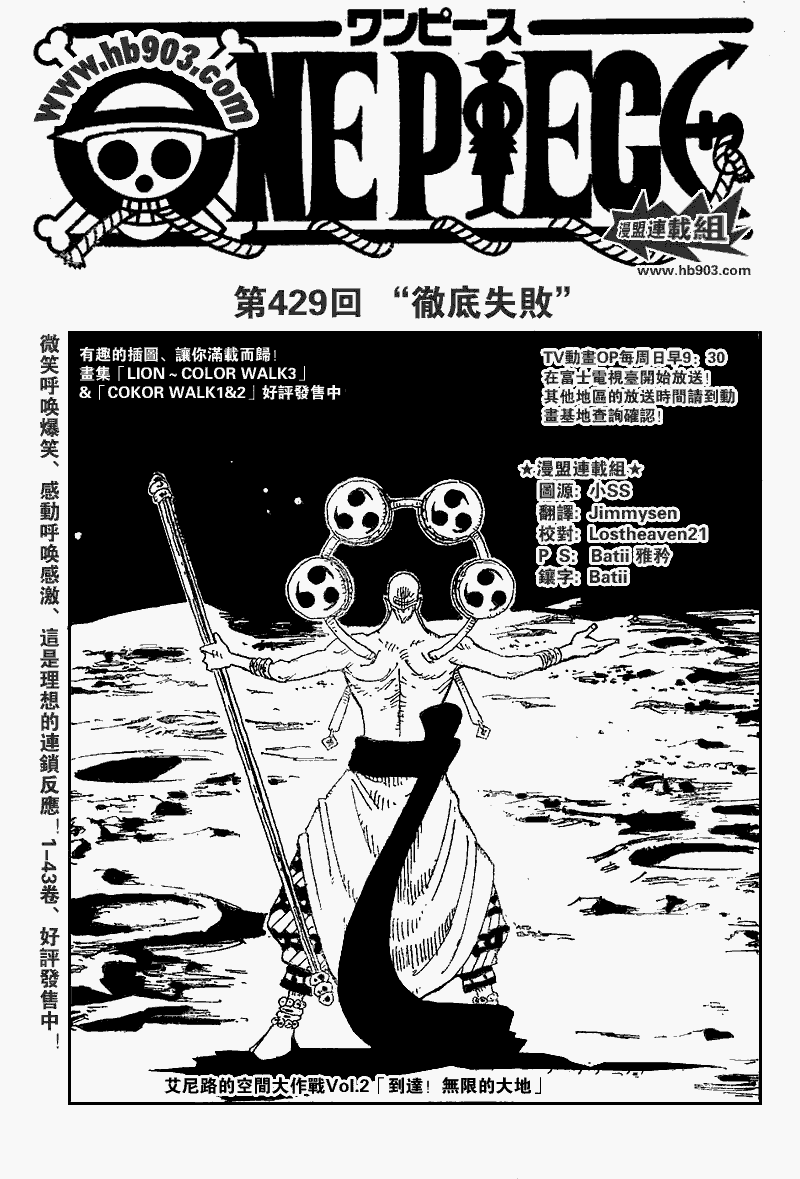 ワンピース
www.hb903.com
ONE PIECE
漫盟連載組
www.hb903.com
第429回 “徹底失敗”
微笑呼喚爆笑、感動呼喚感激、這是理想的連鎖反應！1-43卷、好評發售中！
有趣的插圖、讓你滿載而歸!
畫集「LION~COLOR WALK3」
&「COKOR WALK1&2」好評發售中
TV動畫OP每周日早9：30
在富士電視臺開始放送!
其他地區的放送時間請到動
畫基地查詢確認!
★漫盟連載組★
圖源: 小SS
翻譯: Jimmysen
校對: Lostheaven21
P S: Batii 雅矜
鑲字: Batii
艾尼路的空間大作戰Vol.2「到達! 無限的大地」